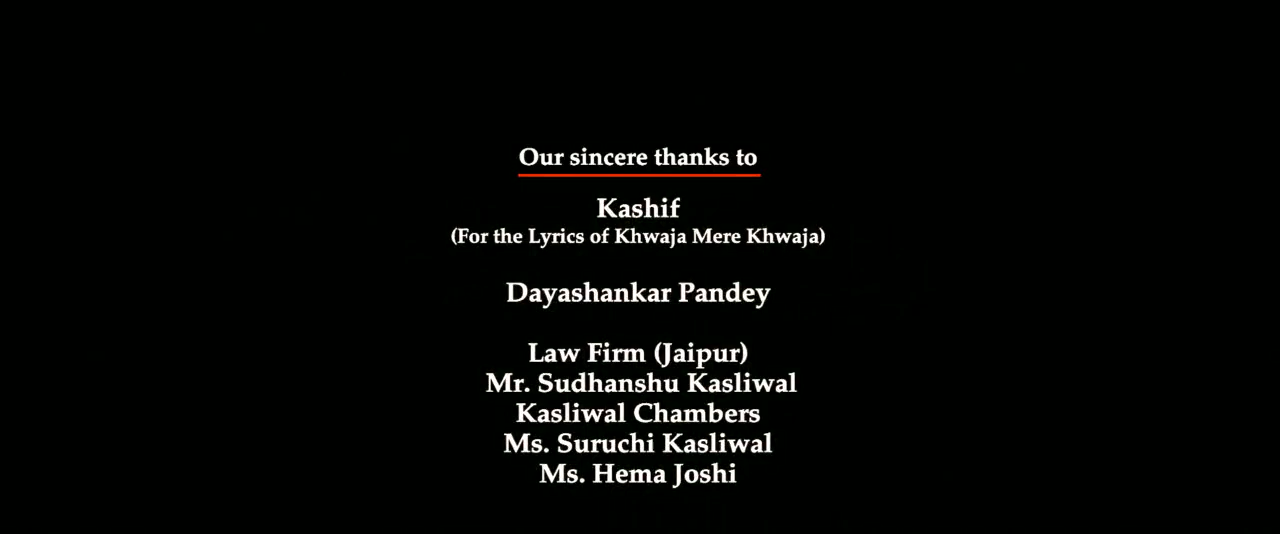 Our sincere thanks to
Kashif
(For the Lyrics of Khwaja Mere Khwaja)
Dayashankar Pandey
Law Firm (Jaipur)
Mr. Sudhanshu Kasliwal
Kasliwal Chambers
Ms. Suruchi Kasliwal
Ms. Hema Joshi